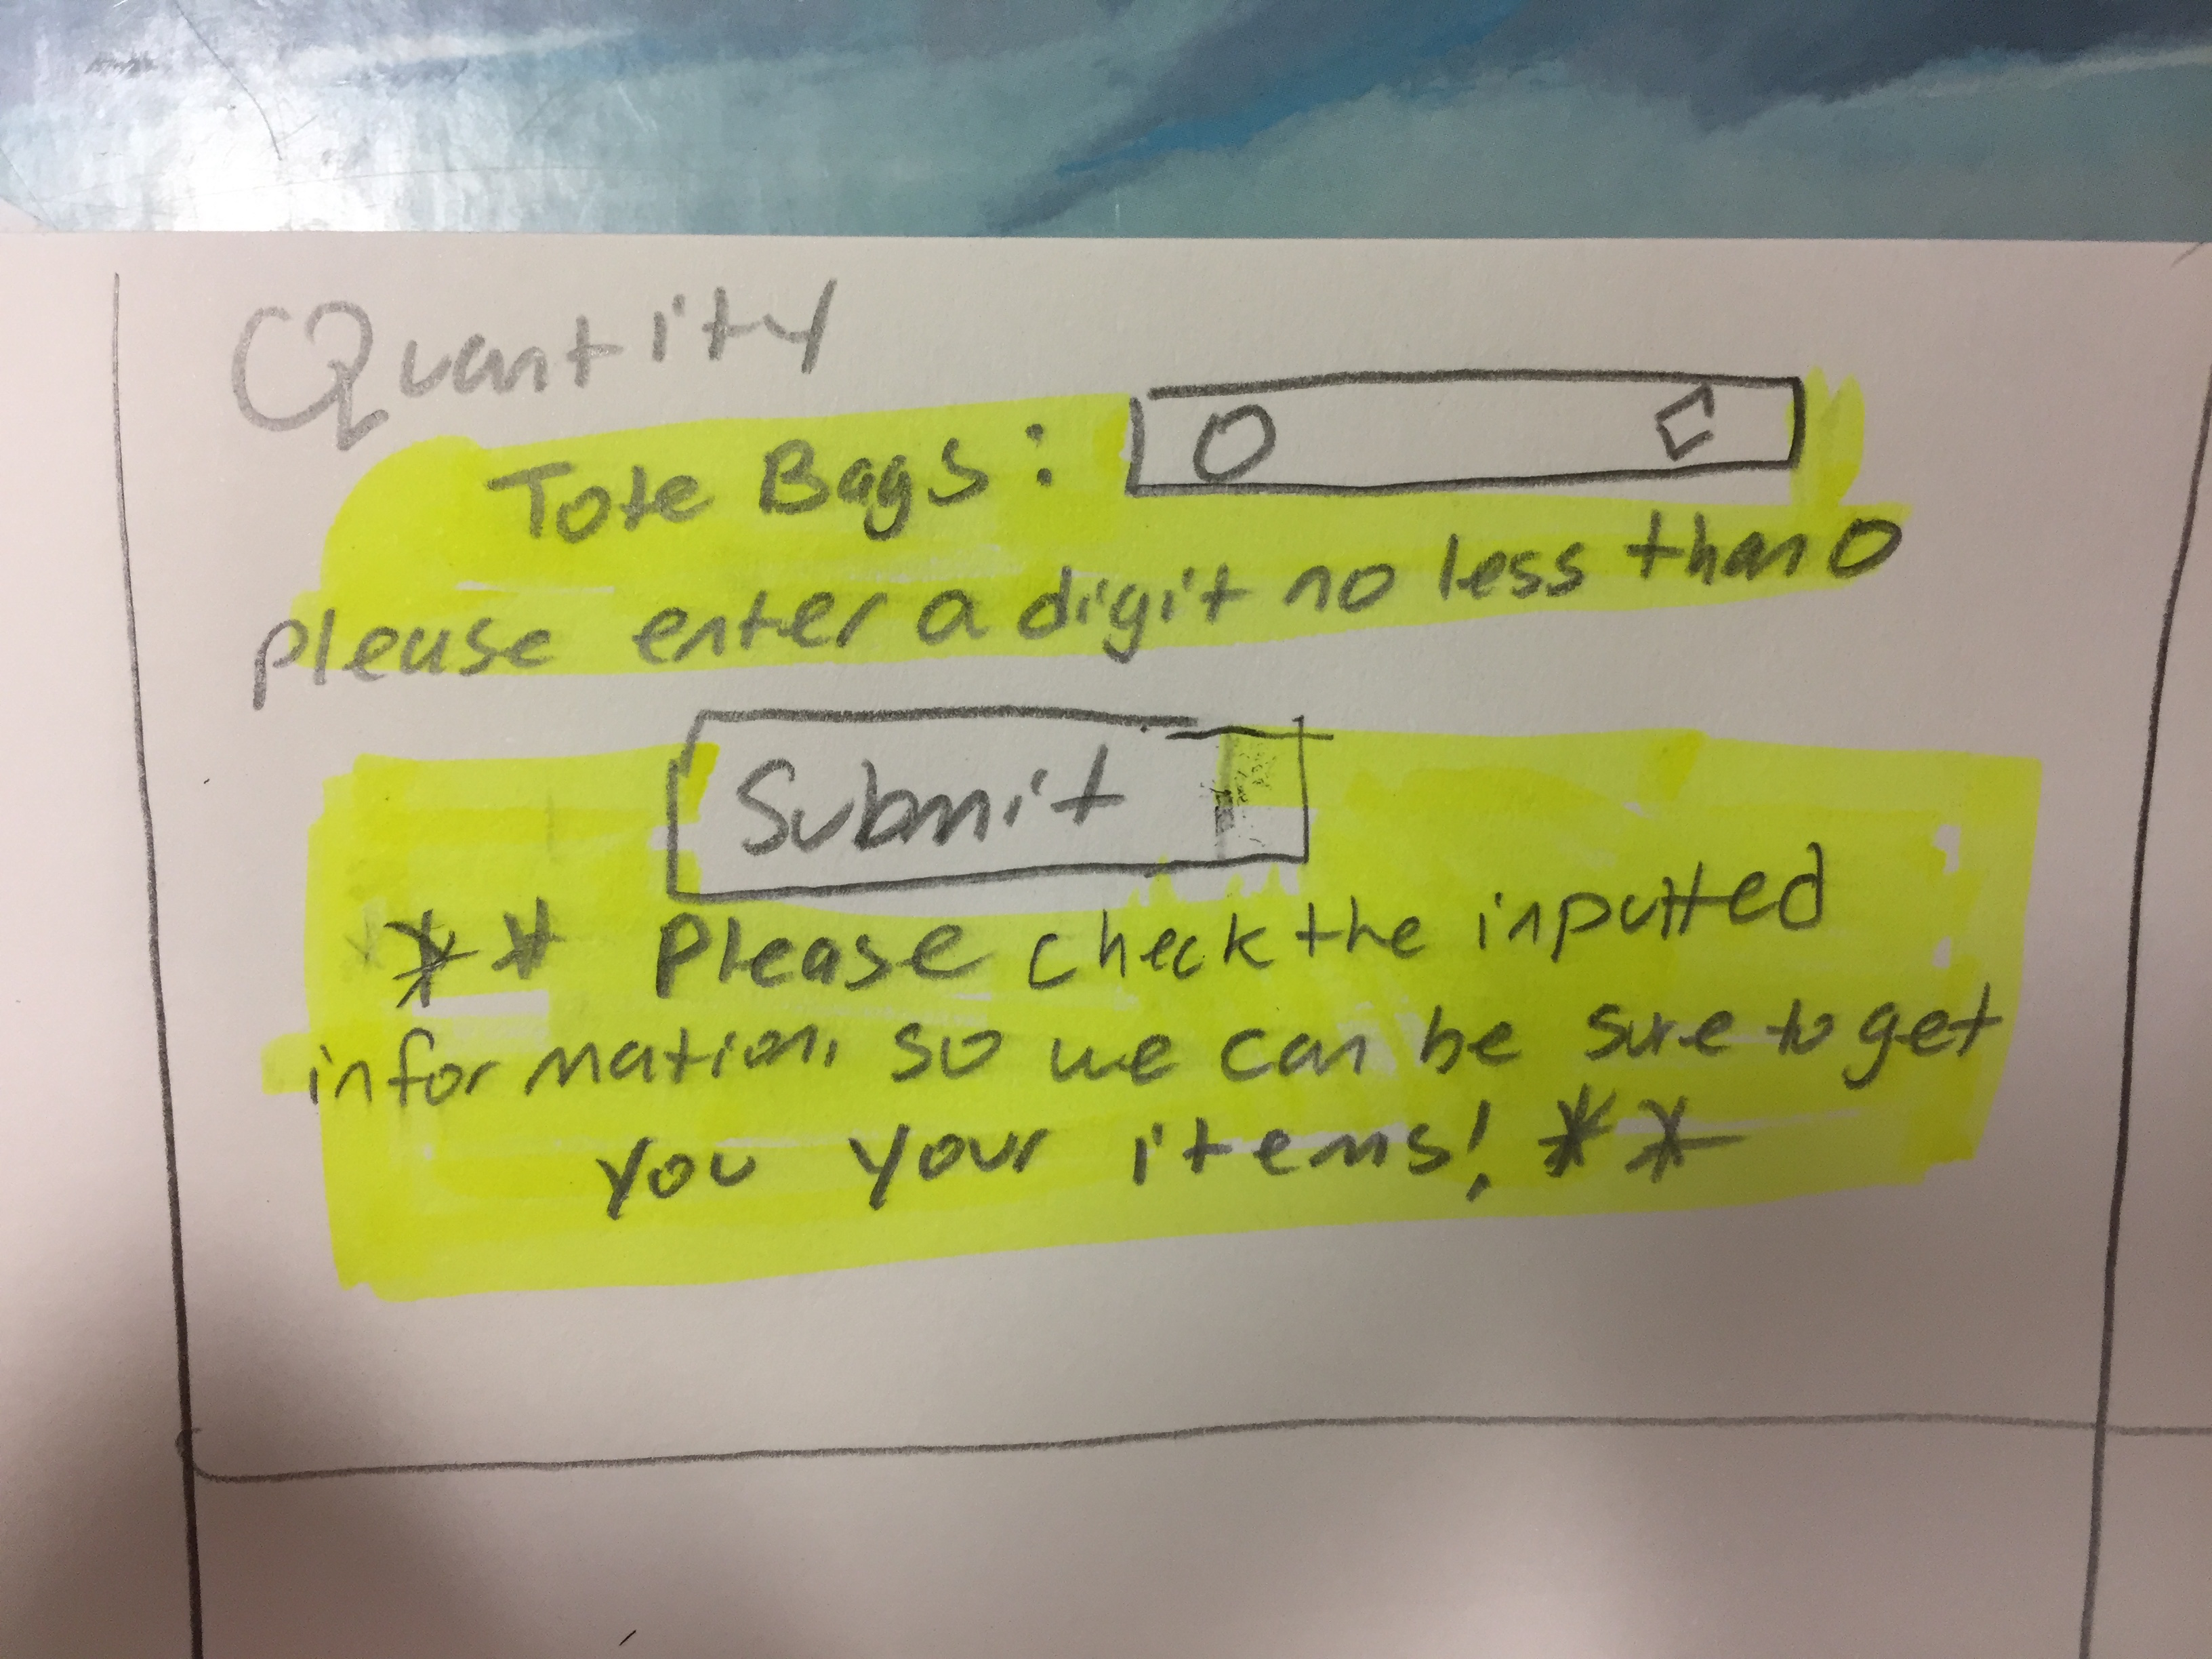 Quantity
Tote Bags: 0
please enter a digit no less than 0
Submit
** Please check the inputted
information, so we can be sure to get
you your items! **